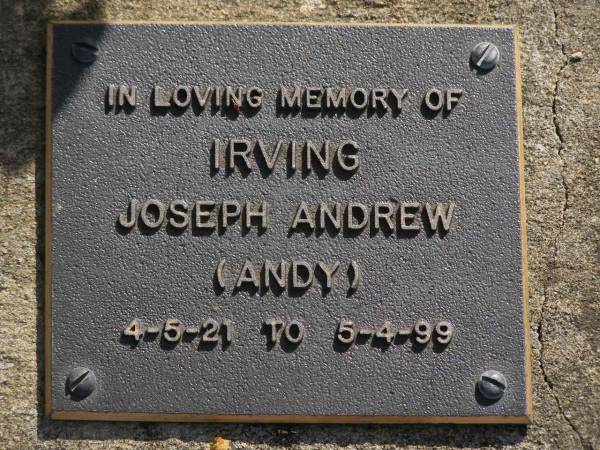 IN LOVING MEMORY OF
IRVING
JOSEPH ANDREW
(ANDY)
4-5-21 TO 5-4-99